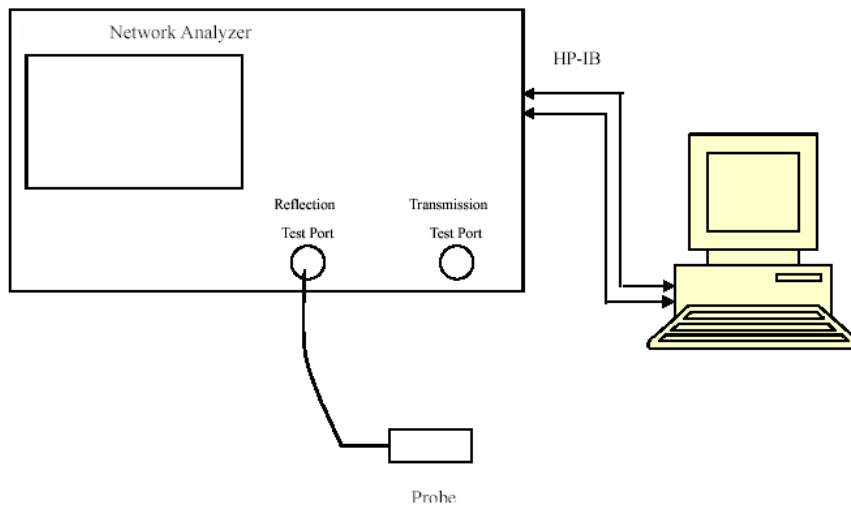 Network Analyzer
HP-IB
Reflection
Test Port
Transmission
Test Port
Probe